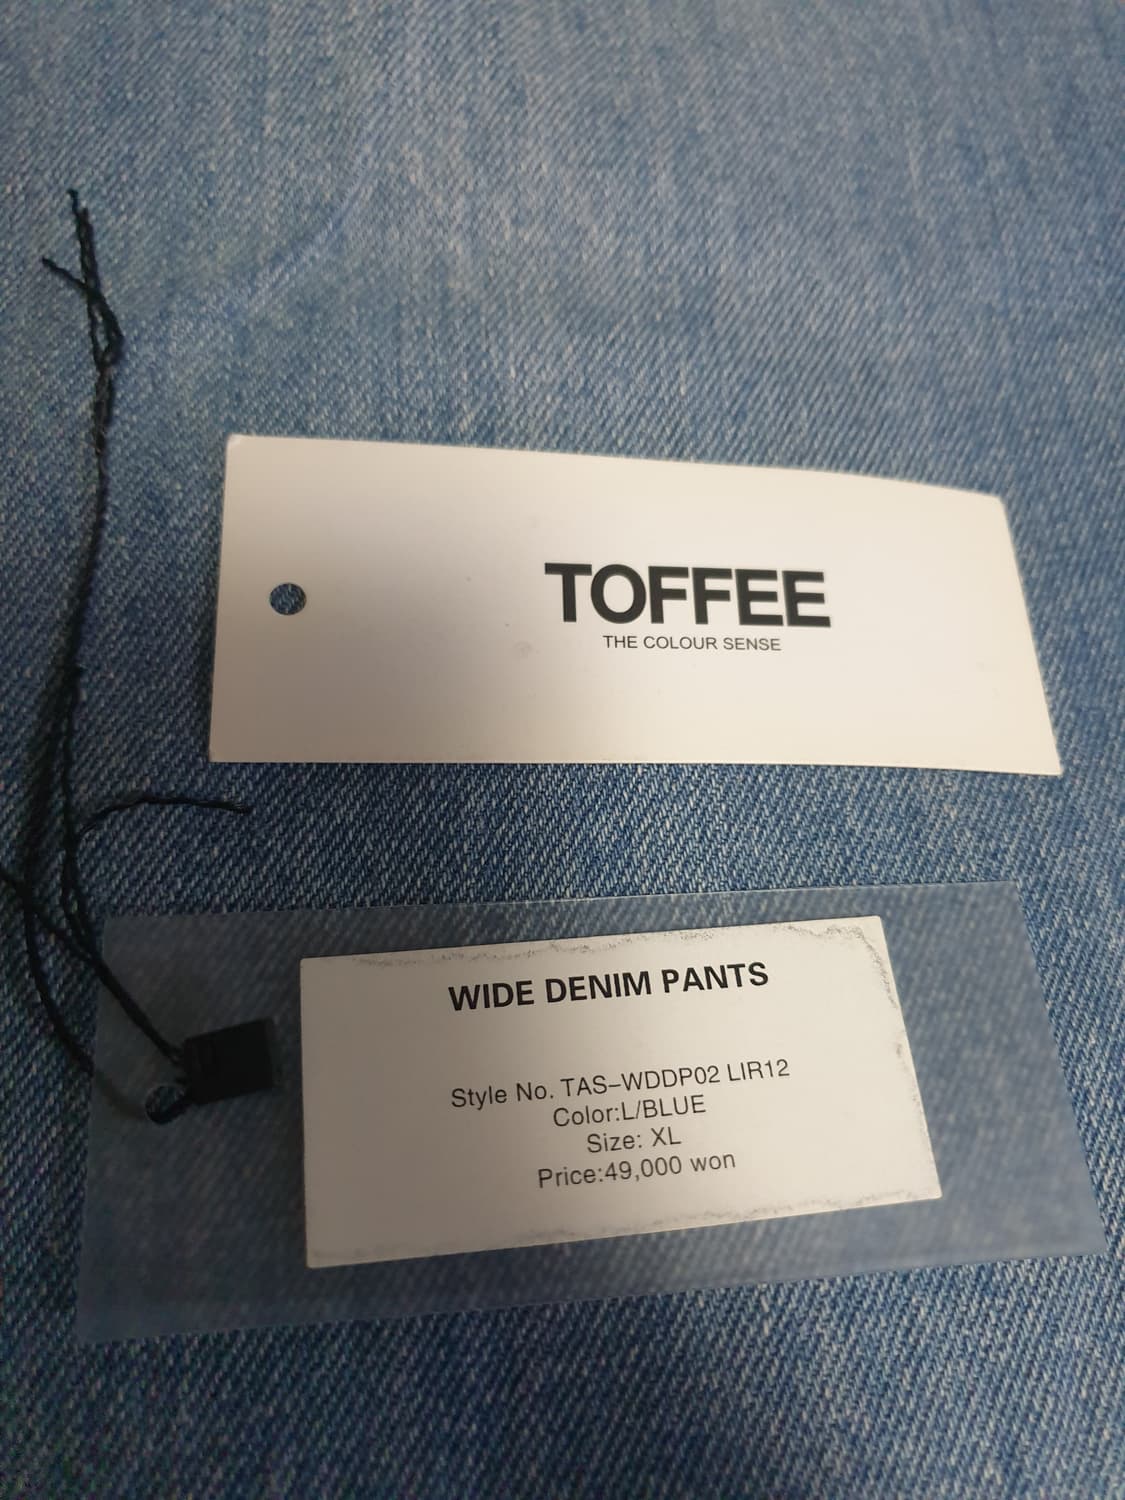 TOFFEE
THE COLOUR SENSE
WIDE DENIM PANTS
Style No. TAS-WDDP02 LIR12
Color:L/BLUE
Size: XL
Price:49,000 won